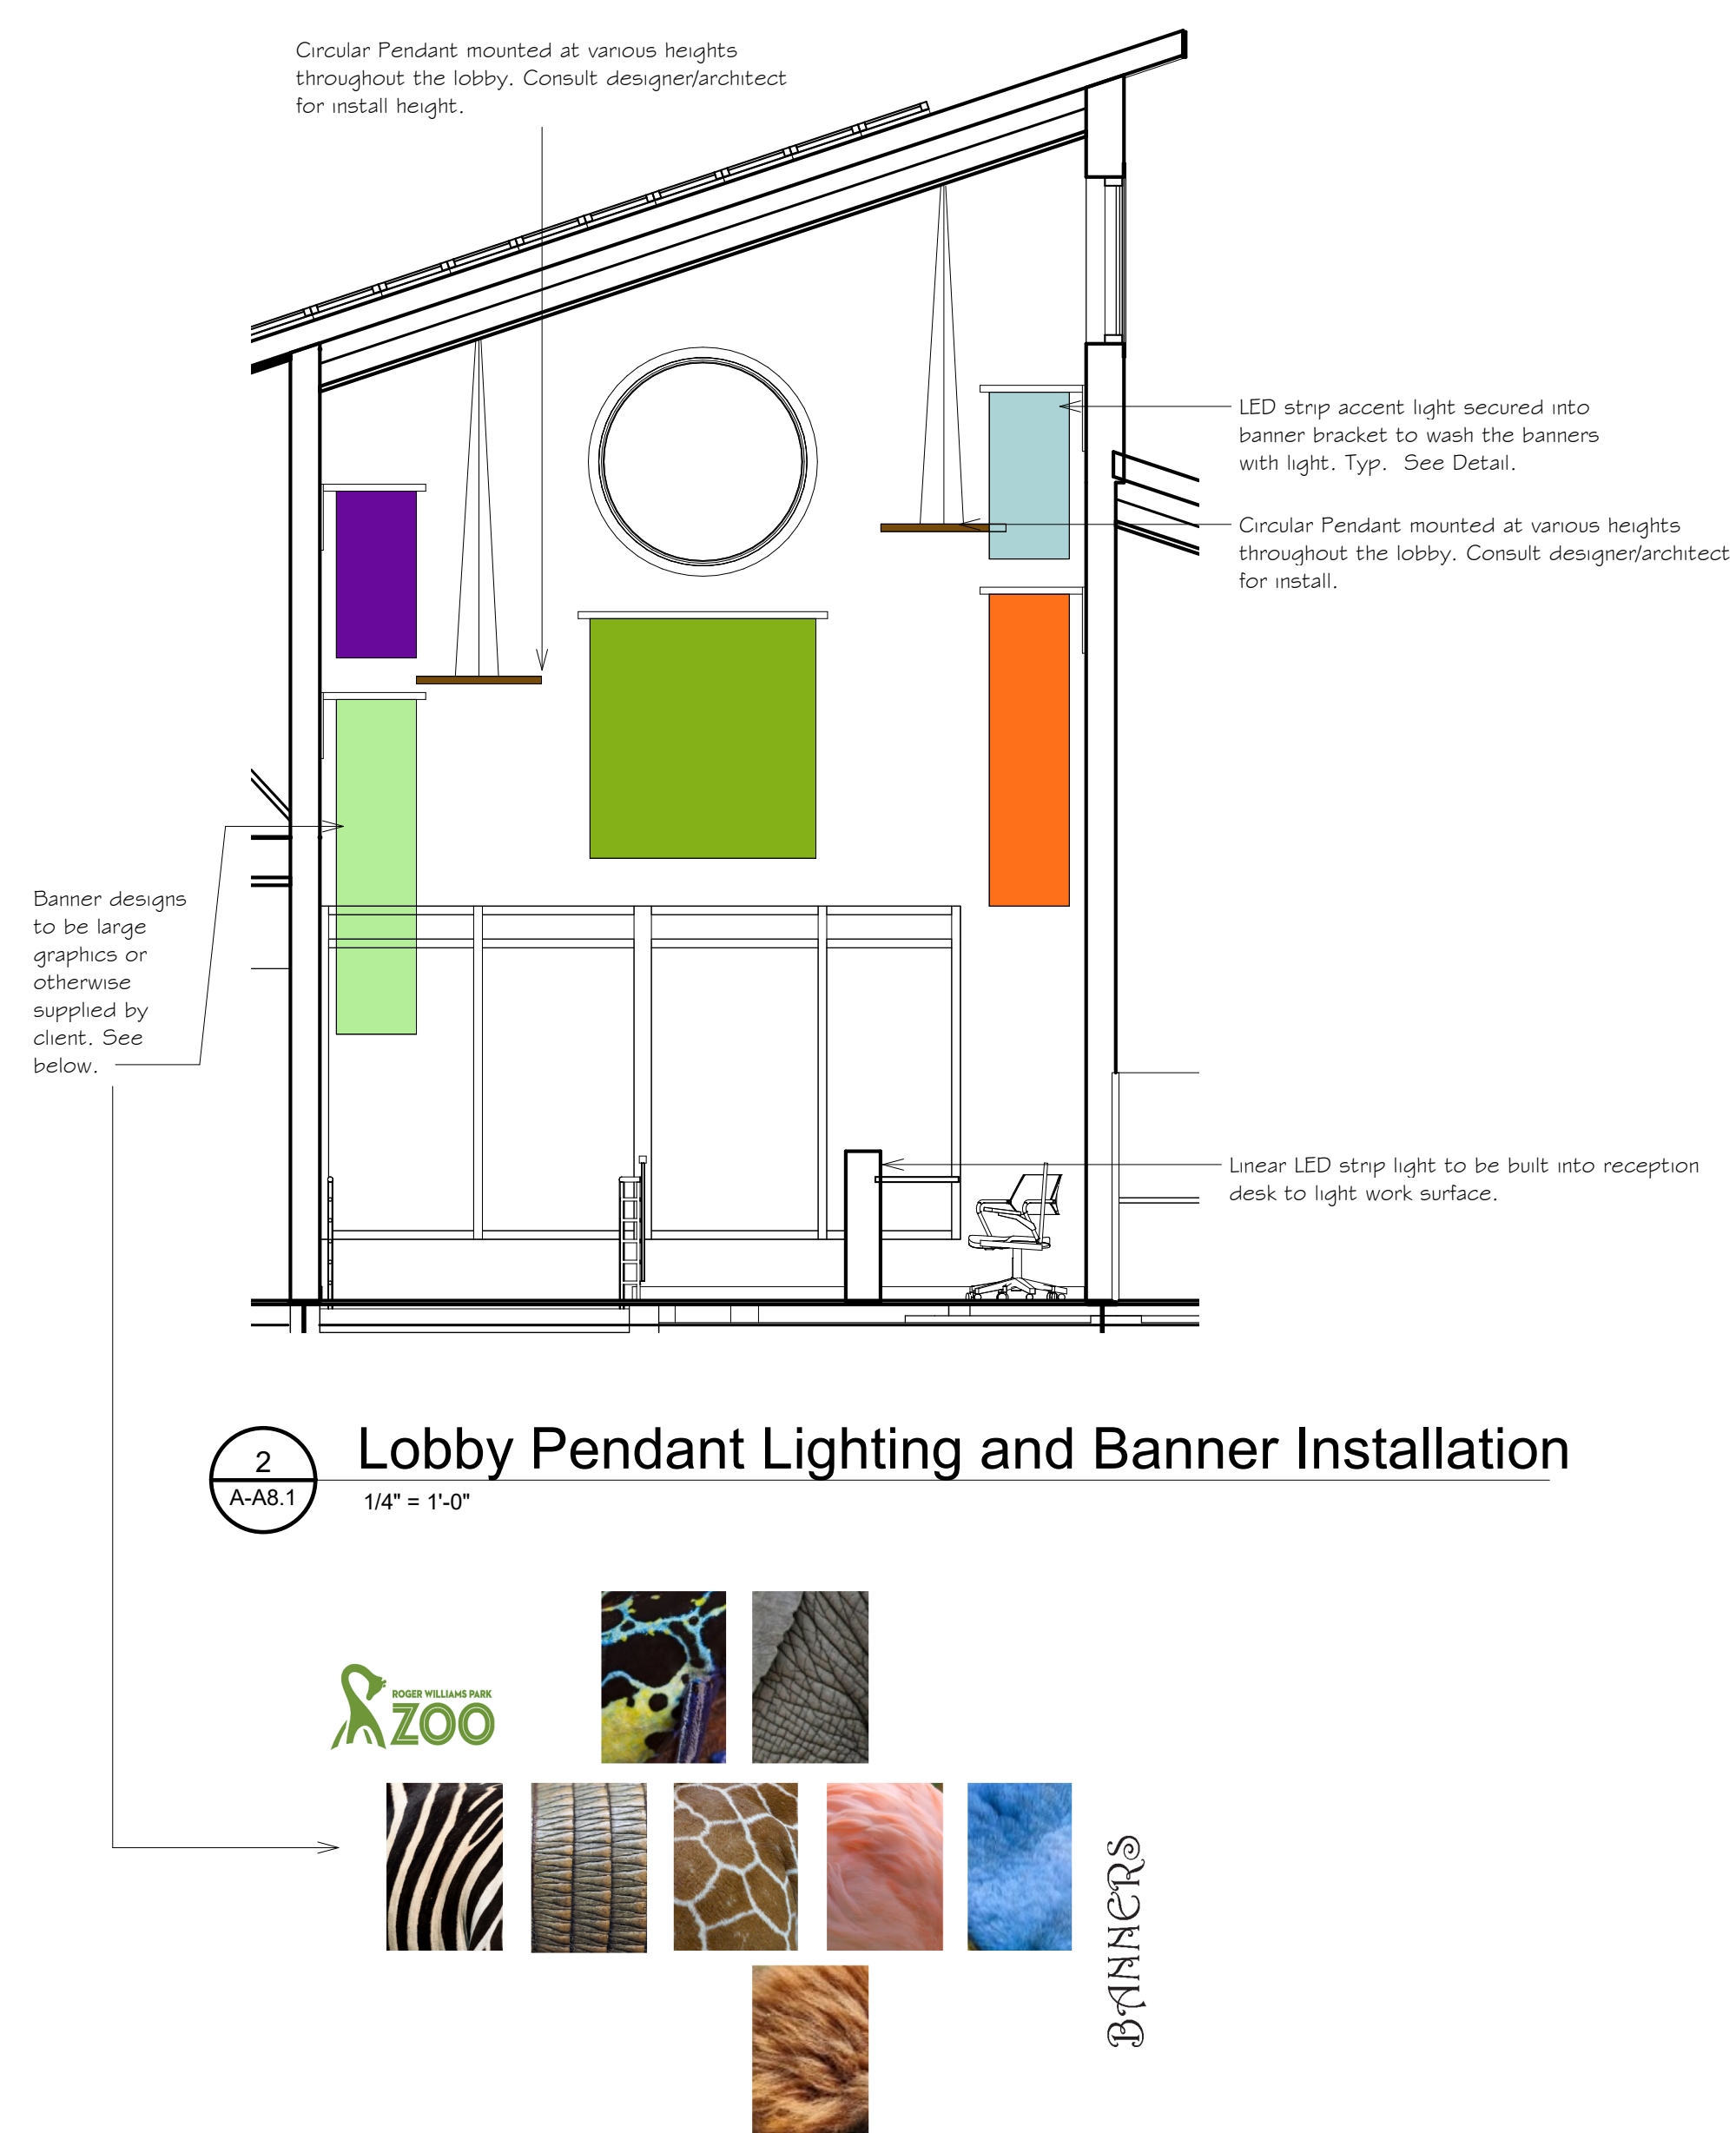 Circular Pendant mounted at various heights
throughout the lobby. Consult designer/architect
for install height.
LED strip accent light secured into
banner bracket to wash the banners
with light. Typ.  See Detail.
Circular Pendant mounted at various heights
throughout the lobby. Consult designer/architect
for install.
Banner designs
to be large
graphics or
otherwise
supplied by
client. See
below.
Linear LED strip light to be built into reception
desk to light work surface.
2
A-A8.1
Lobby Pendant Lighting and Banner Installation
1/4" = 1'-0"
ROGER WILLIAMS PARK
ZOO
BANNERS